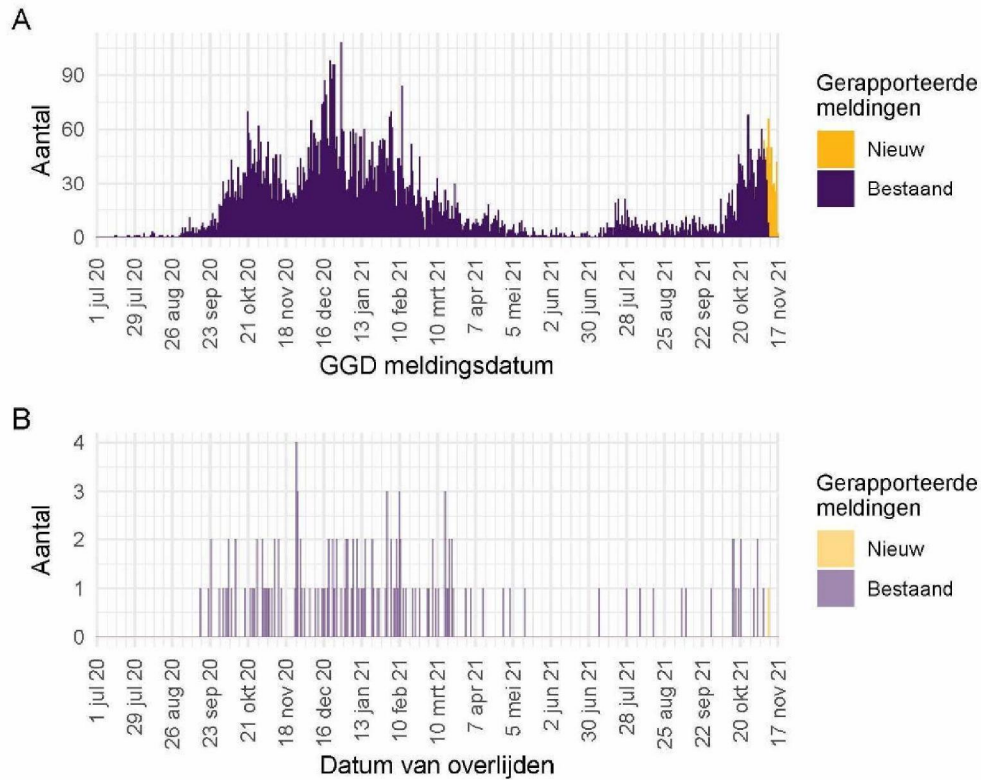 A
90
60
30
0
Aantal
1 jul 20
29 jul 20
26 aug 20
23 sep 20
21 okt 20
18 nov 20
16 dec 20
13 jan 21
10 feb 21
10 mrt 21
7 apr 21
5 mei 21
2 jun 21
30 jun 21
28 jul 21
25 aug 21
22 sep 21
20 okt 21
17 nov 21
GGD meldingsdatum
Gerapporteerde
meldingen
Nieuw
Bestaand
B
4
3
2
1
0
Aantal
1 jul 20
29 jul 20
26 aug 20
23 sep 20
21 okt 20
18 nov 20
16 dec 20
13 jan 21
10 feb 21
10 mrt 21
7 apr 21
5 mei 21
2 jun 21
30 jun 21
28 jul 21
25 aug 21
22 sep 21
20 okt 21
17 nov 21
Datum van overlijden
Gerapporteerde
meldingen
Nieuw
Bestaand